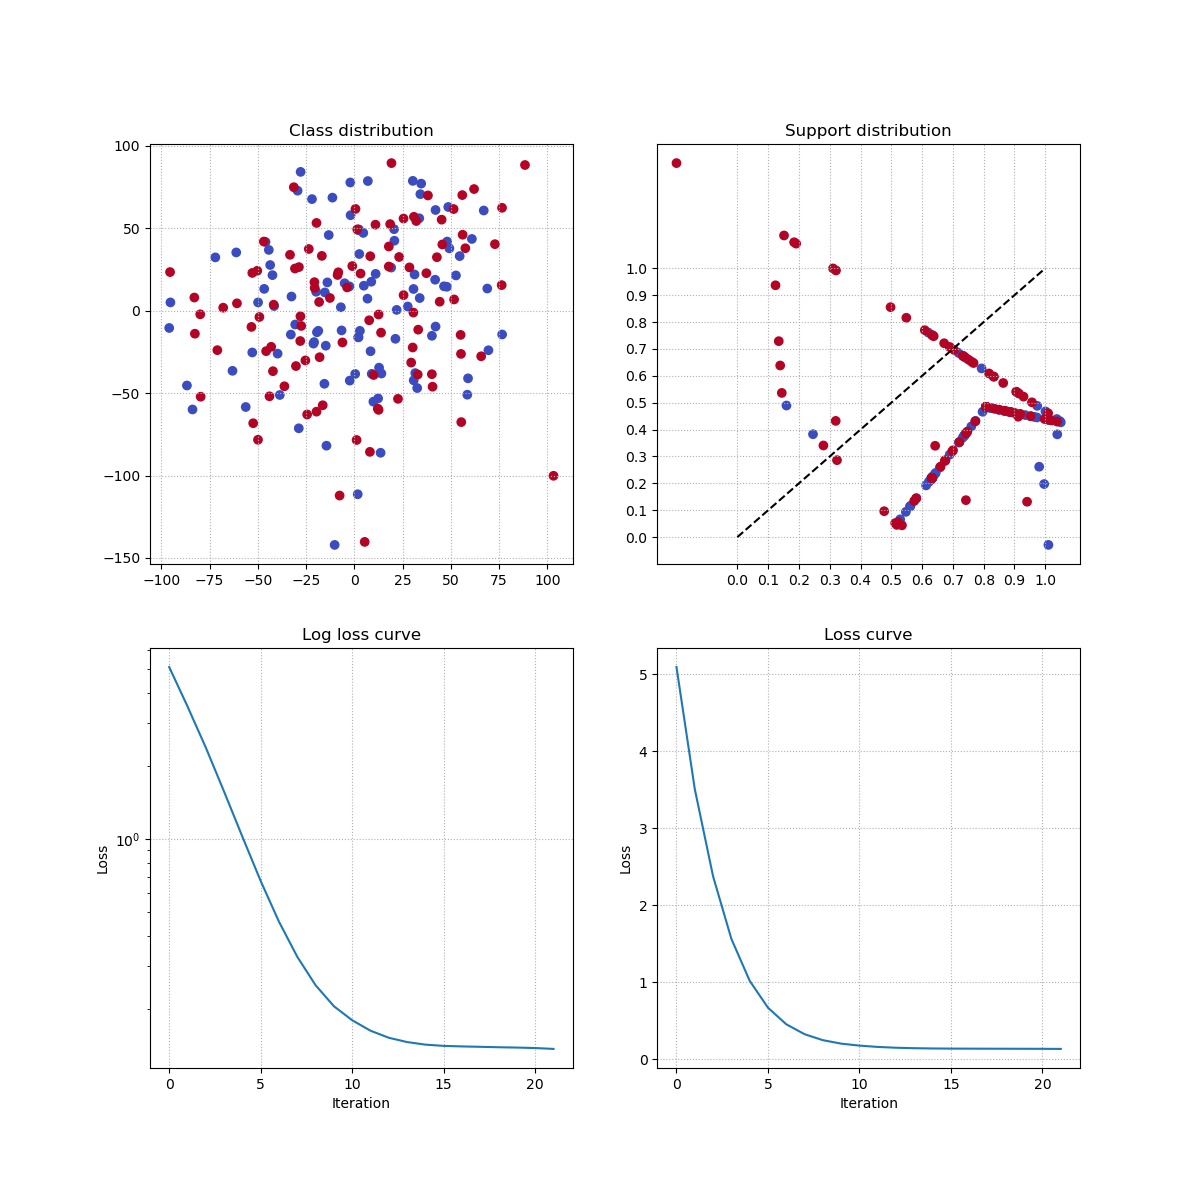 Class distribution
100
50
0
−50
−100
−150
−100 −75 −50 −25 0 25 50 75 100
Support distribution
1.0
0.9
0.8
0.7
0.6
0.5
0.4
0.3
0.2
0.1
0.0
0.0 0.1 0.2 0.3 0.4 0.5 0.6 0.7 0.8 0.9 1.0
Log loss curve
10⁰
Loss
0 5 10 15 20
Iteration
Loss curve
5
4
3
2
1
0
Loss
0 5 10 15 20
Iteration